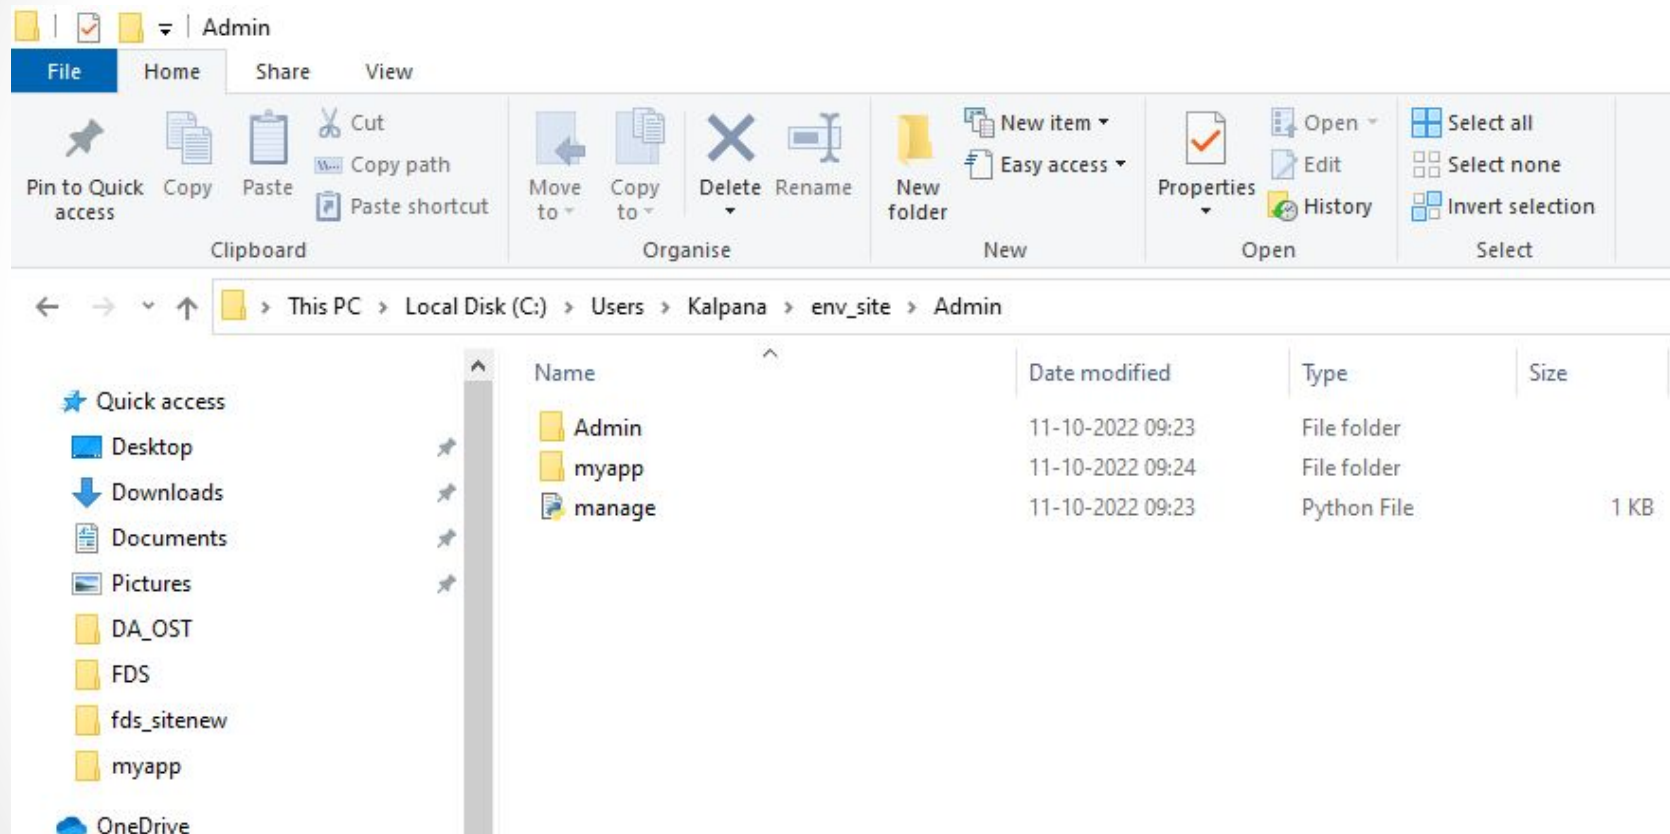 Admin
File Home Share View
Pin to Quick access
Copy
Paste
Cut
Copy path
Paste shortcut
Clipboard
Move to
Copy to
Delete
Rename
Organise
New folder
New item
Easy access
New
Properties
Open
Edit
History
Open
Select all
Select none
Invert selection
Select
This PC > Local Disk (C:) > Users > Kalpana > env_site > Admin
Quick access
Desktop
Downloads
Documents
Pictures
DA_OST
FDS
fds_sitenew
myapp
OneDrive
Name Date modified Type Size
Admin 11-10-2022 09:23 File folder
myapp 11-10-2022 09:24 File folder
manage 11-10-2022 09:23 Python File 1 KB